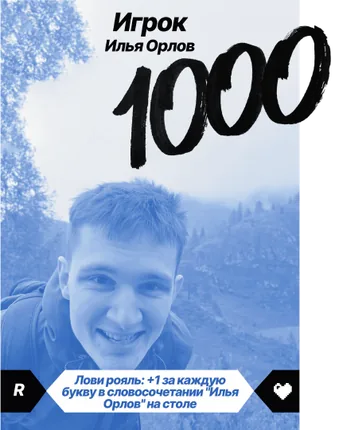 Игрок
Илья Орлов
1000
Лови рояль: +1 за каждую
букву в словосочетании "Илья
Орлов" на столе
R